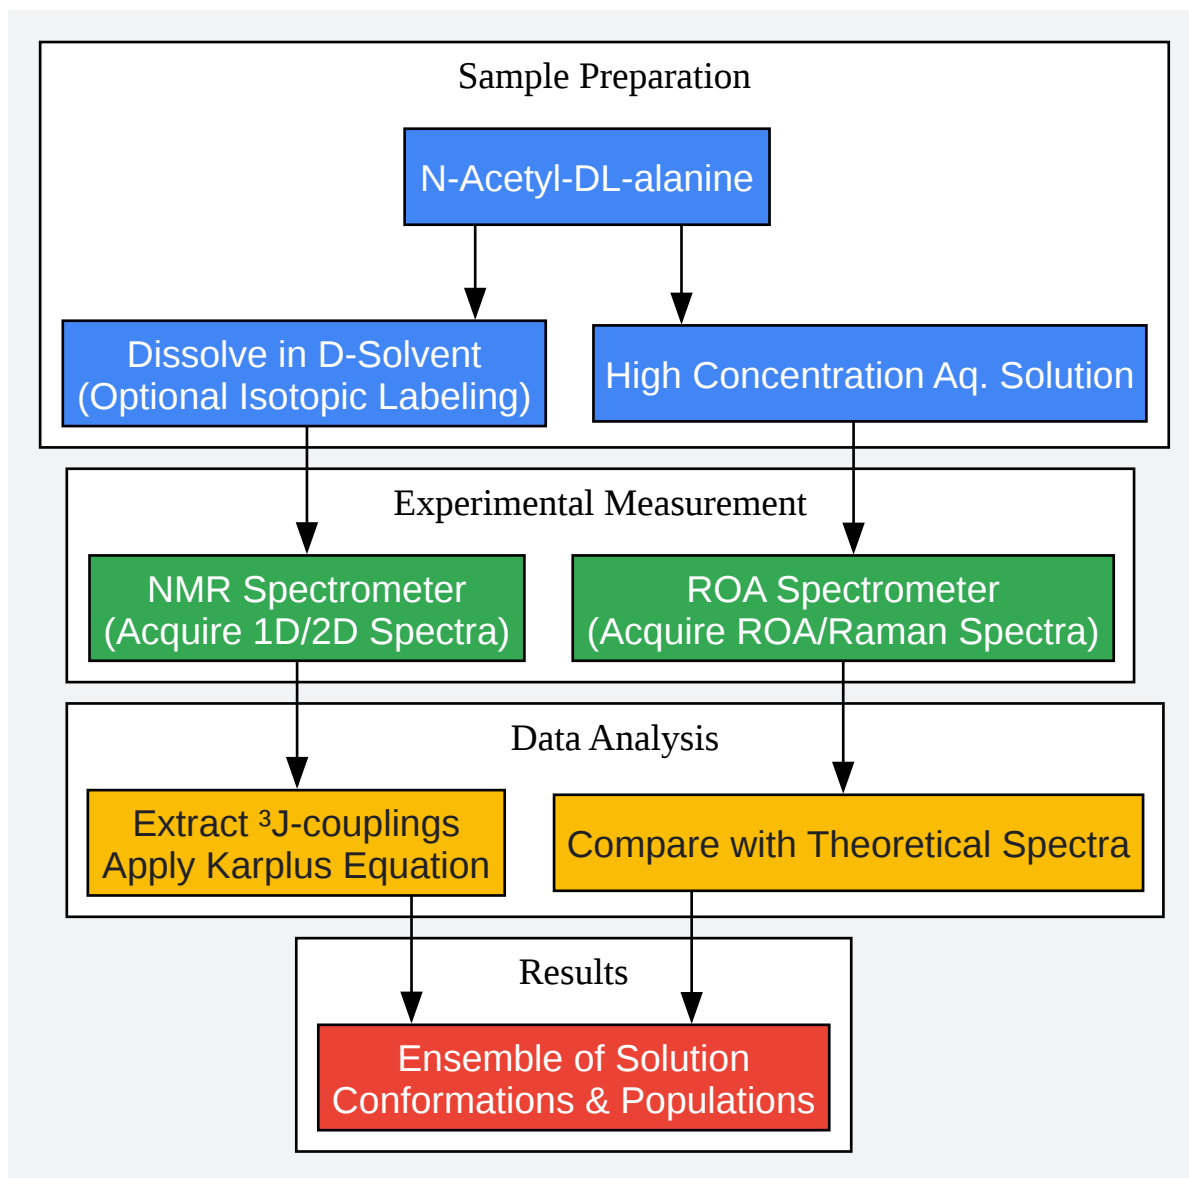 Sample Preparation
N-Acetyl-DL-alanine
Dissolve in D-Solvent
(Optional Isotopic Labeling)
High Concentration Aq. Solution
Experimental Measurement
NMR Spectrometer
(Acquire 1D/2D Spectra)
ROA Spectrometer
(Acquire ROA/Raman Spectra)
Data Analysis
Extract ³J-couplings
Apply Karplus Equation
Compare with Theoretical Spectra
Results
Ensemble of Solution
Conformations & Populations